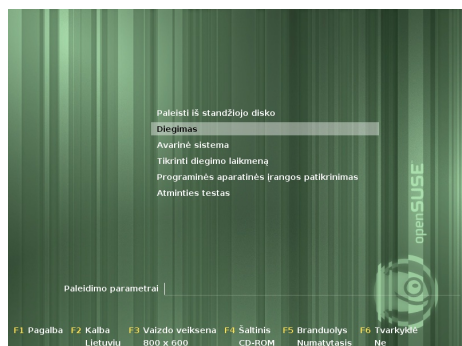 Paleisti iš standžiojo disko
Diegimas
Avarinė sistema
Tikrinti diegimo laikmeną
Programinės aparatinės įrangos patikrinimas
Atminties testas
openSUSE
Paleidimo parametrai
F1 Pagalba F2 Kalba F3 Vaizdo veiksena F4 Šaltinis F5 Branduolys F6 Tvarkyklė
Lietuvių 800 x 600 CD-ROM Numatytasis Ne